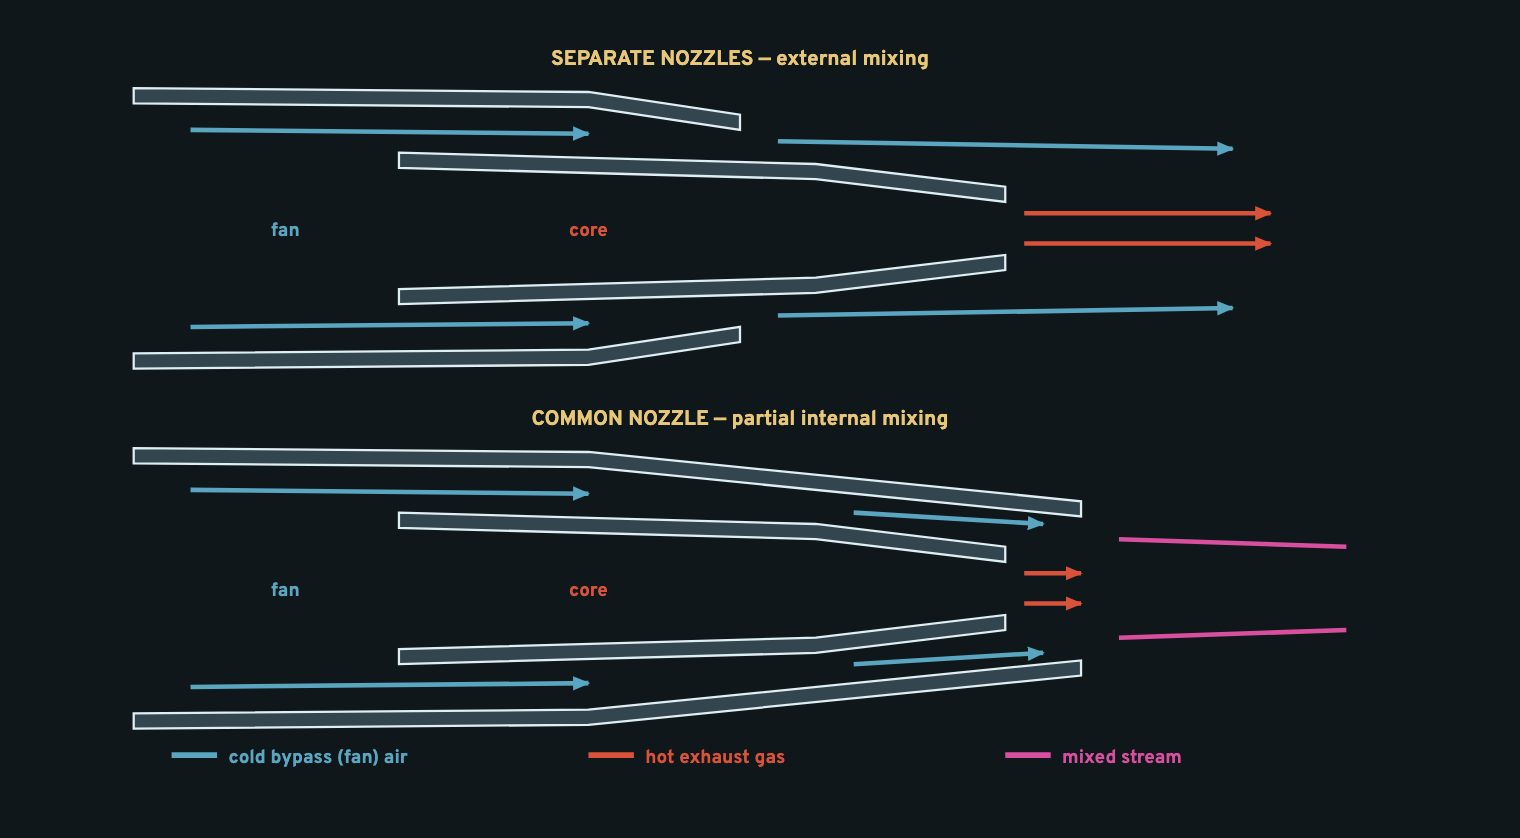 SEPARATE NOZZLES – external mixing
fan
core
COMMON NOZZLE – partial internal mixing
fan
core
cold bypass (fan) air
hot exhaust gas
mixed stream